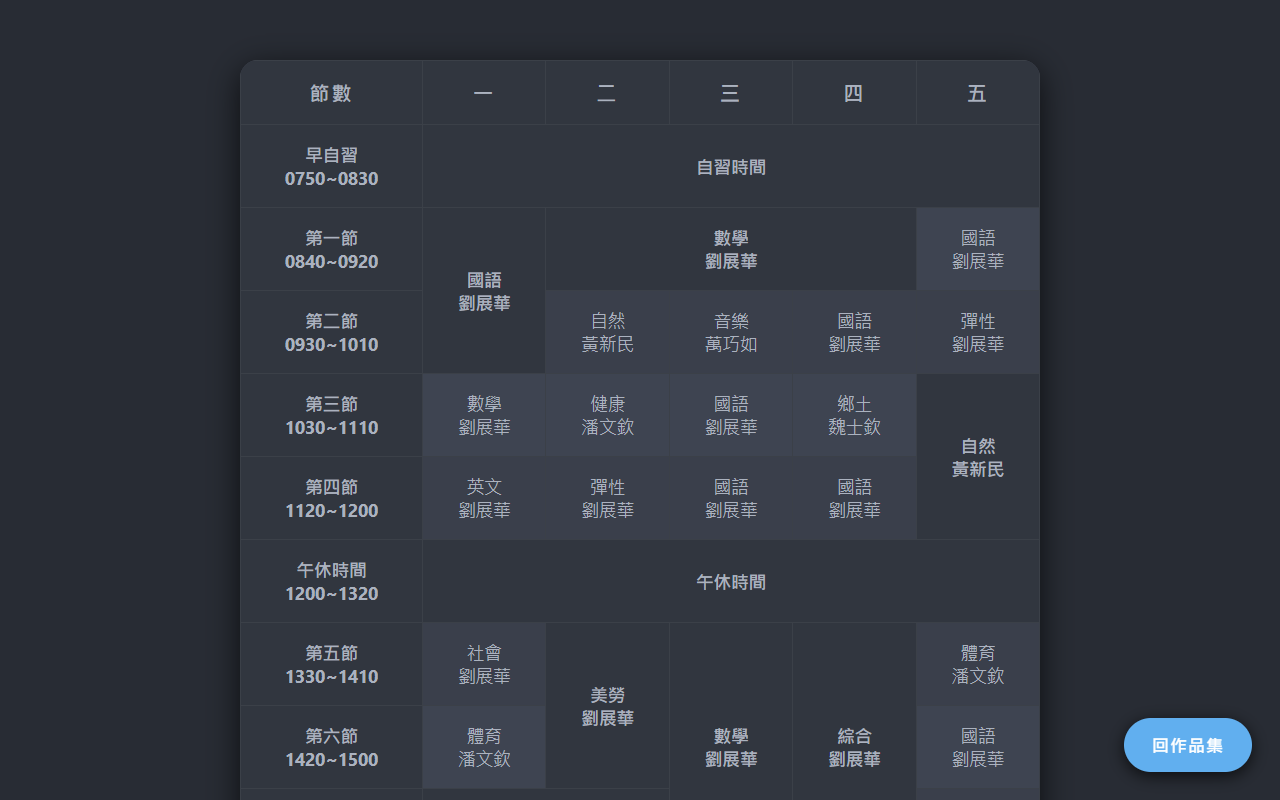 節數 一 二 三 四 五
早自習
0750~0830
自習時間
第一節
0840~0920
國語
劉展華
數學
劉展華
國語
劉展華
第二節
0930~1010
自然
黃新民
音樂
萬巧如
國語
劉展華
彈性
劉展華
第三節
1030~1110
數學
劉展華
健康
潘文欽
國語
劉展華
鄉土
魏士欽
自然
黃新民
第四節
1120~1200
英文
劉展華
彈性
劉展華
國語
劉展華
國語
劉展華
午休時間
1200~1320
午休時間
第五節
1330~1410
社會
劉展華
美勞
劉展華
數學
劉展華
綜合
劉展華
體育
潘文欽
第六節
1420~1500
體育
潘文欽
國語
劉展華
回作品集